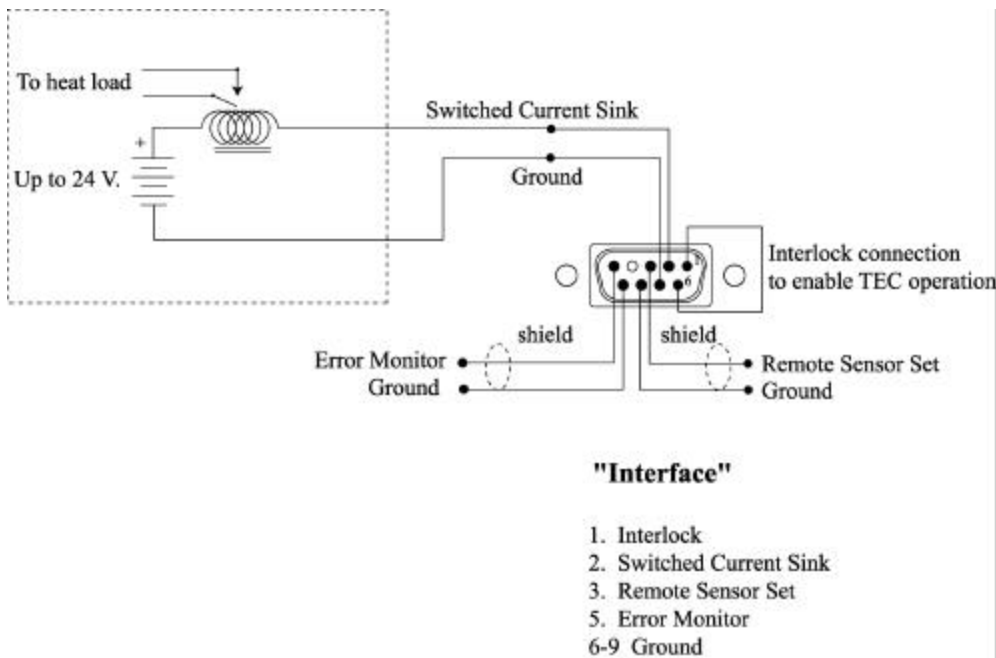 To heat load
Switched Current Sink
+
Up to 24 V.
Ground
1
Interlock connection
6
to enable TEC operation
shield
shield
Error Monitor
Remote Sensor Set
Ground
Ground
"Interface"
1. Interlock
2. Switched Current Sink
3. Remote Sensor Set
5. Error Monitor
6-9 Ground